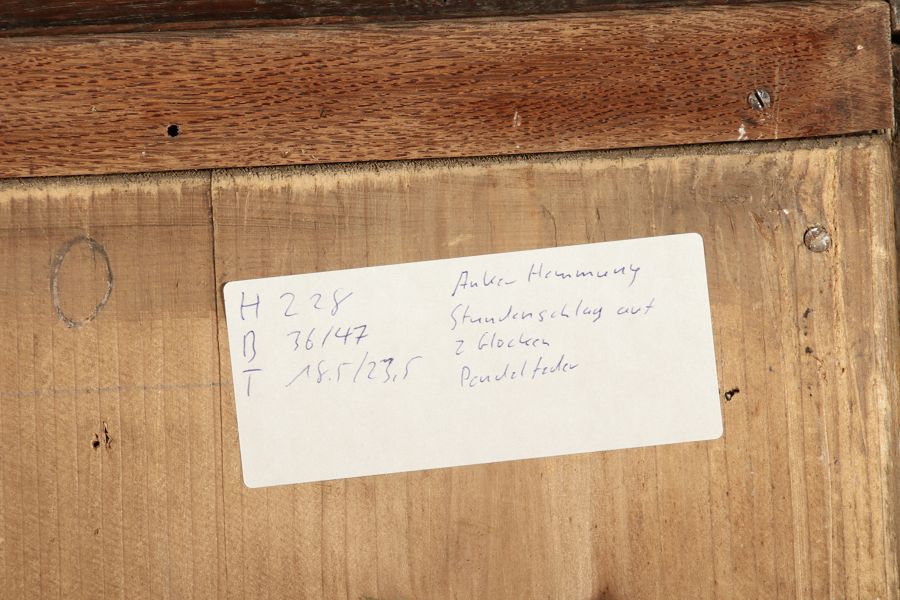 H 228
B 36/47
T 18.5/23,5
Anker Hemmung
Stundenschlag auf
2 Glocken
Pendelfeder